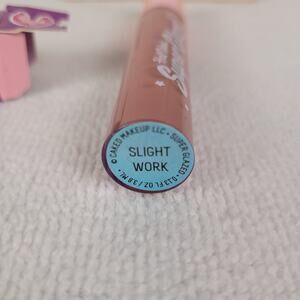 © CAKED MAKEUP LLC • SUPER GLAZED • 0.13 FL OZ / 3.8 ML •
SLIGHT
WORK